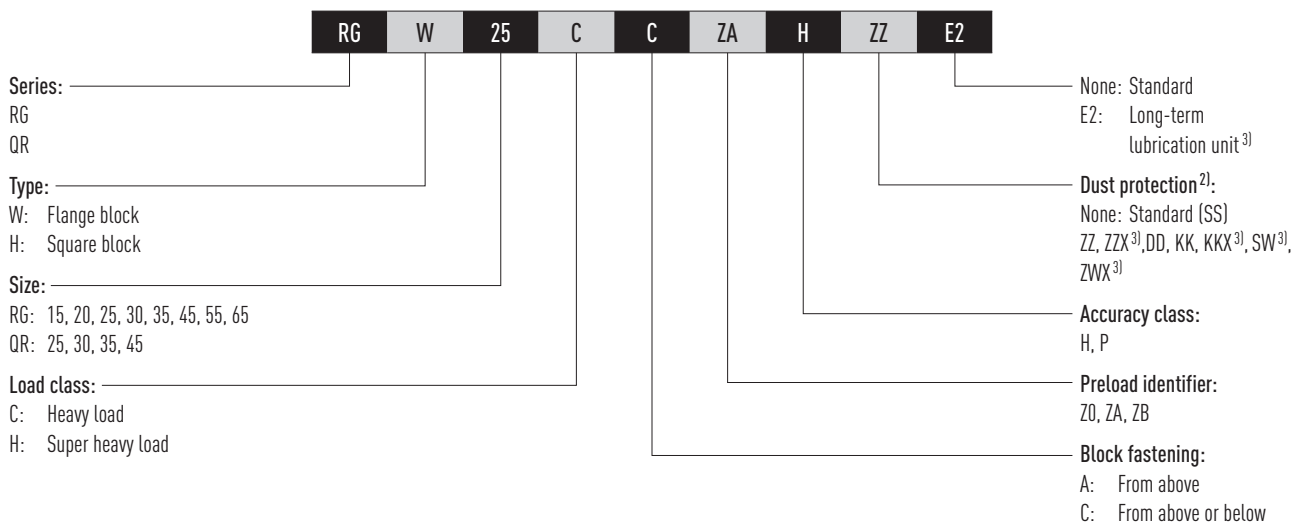 RG W 25 C C ZA H ZZ E2
Series:
RG
QR
Type:
W: Flange block
H: Square block
Size:
RG: 15, 20, 25, 30, 35, 45, 55, 65
QR: 25, 30, 35, 45
Load class:
C: Heavy load
H: Super heavy load
None: Standard
E2: Long-term
lubrication unit 3)
Dust protection 2):
None: Standard (SS)
ZZ, ZZX 3),DD, KK, KKX 3), SW 3),
ZWX 3)
Accuracy class:
H, P
Preload identifier:
Z0, ZA, ZB
Block fastening:
A: From above
C: From above or below